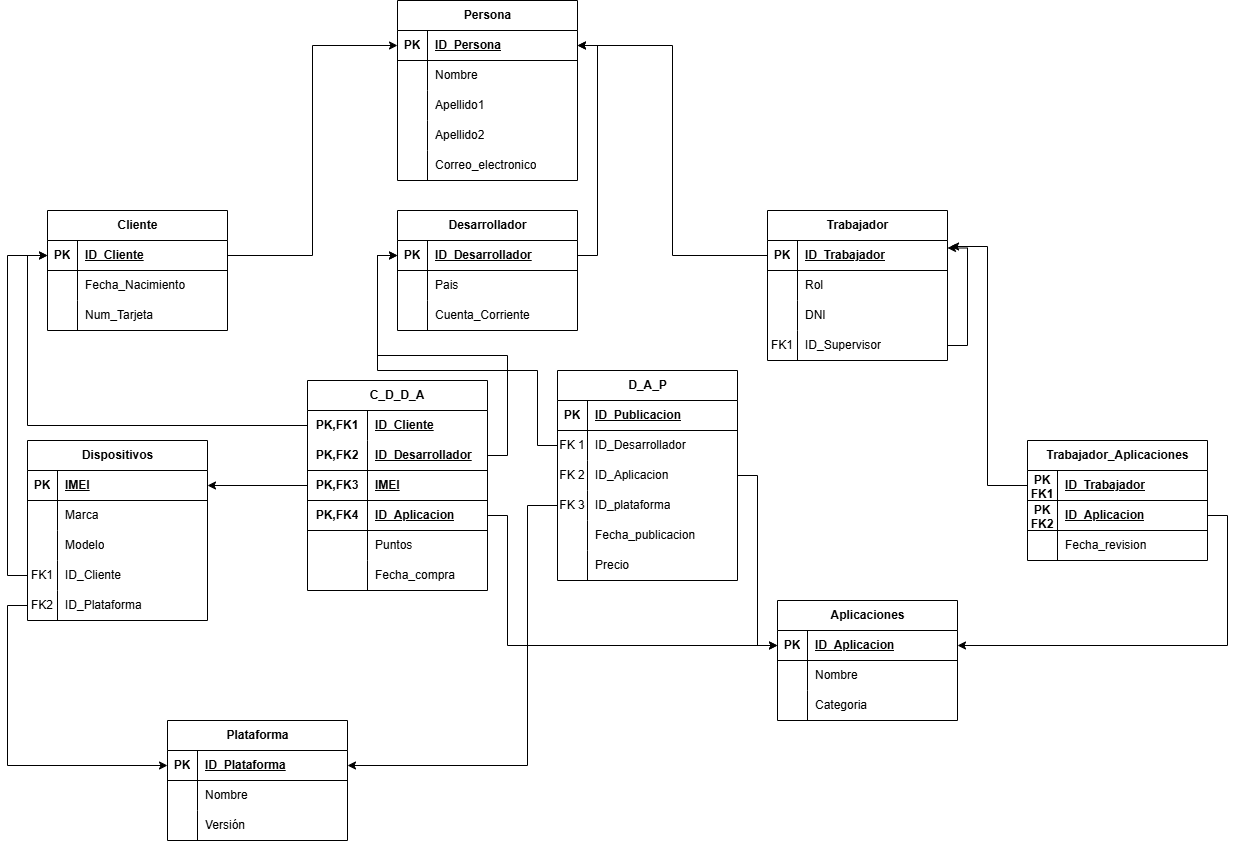 Persona
PK ID_Persona
Nombre
Apellido1
Apellido2
Correo_electronico
Cliente
PK ID_Cliente
Fecha_Nacimiento
Num_Tarjeta
Desarrollador
PK ID_Desarrollador
Pais
Cuenta_Corriente
Trabajador
PK ID_Trabajador
Rol
DNI
FK1 ID_Supervisor
C_D_D_A
PK,FK1 ID_Cliente
PK,FK2 ID_Desarrollador
PK,FK3 IMEI
PK,FK4 ID_Aplicacion
Puntos
Fecha_compra
D_A_P
PK ID_Publicacion
FK 1 ID_Desarrollador
FK 2 ID_Aplicacion
FK 3 ID_plataforma
Fecha_publicacion
Precio
Dispositivos
PK IMEI
Marca
Modelo
FK1 ID_Cliente
FK2 ID_Plataforma
Trabajador_Aplicaciones
PK
FK1 ID_Trabajador
PK
FK2 ID_Aplicacion
Fecha_revision
Aplicaciones
PK ID_Aplicacion
Nombre
Categoria
Plataforma
PK ID_Plataforma
Nombre
Versión